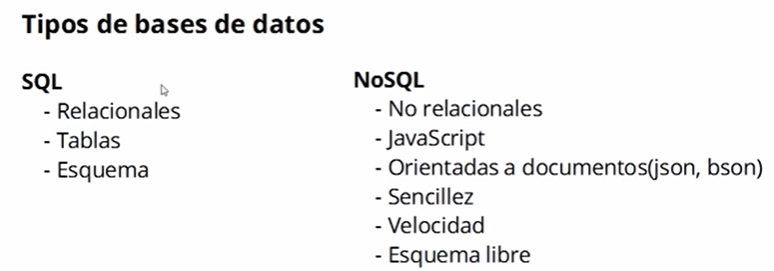 Tipos de bases de datos
SQL
- Relacionales
- Tablas
- Esquema
NoSQL
- No relacionales
- JavaScript
- Orientadas a documentos(json, bson)
- Sencillez
- Velocidad
- Esquema libre